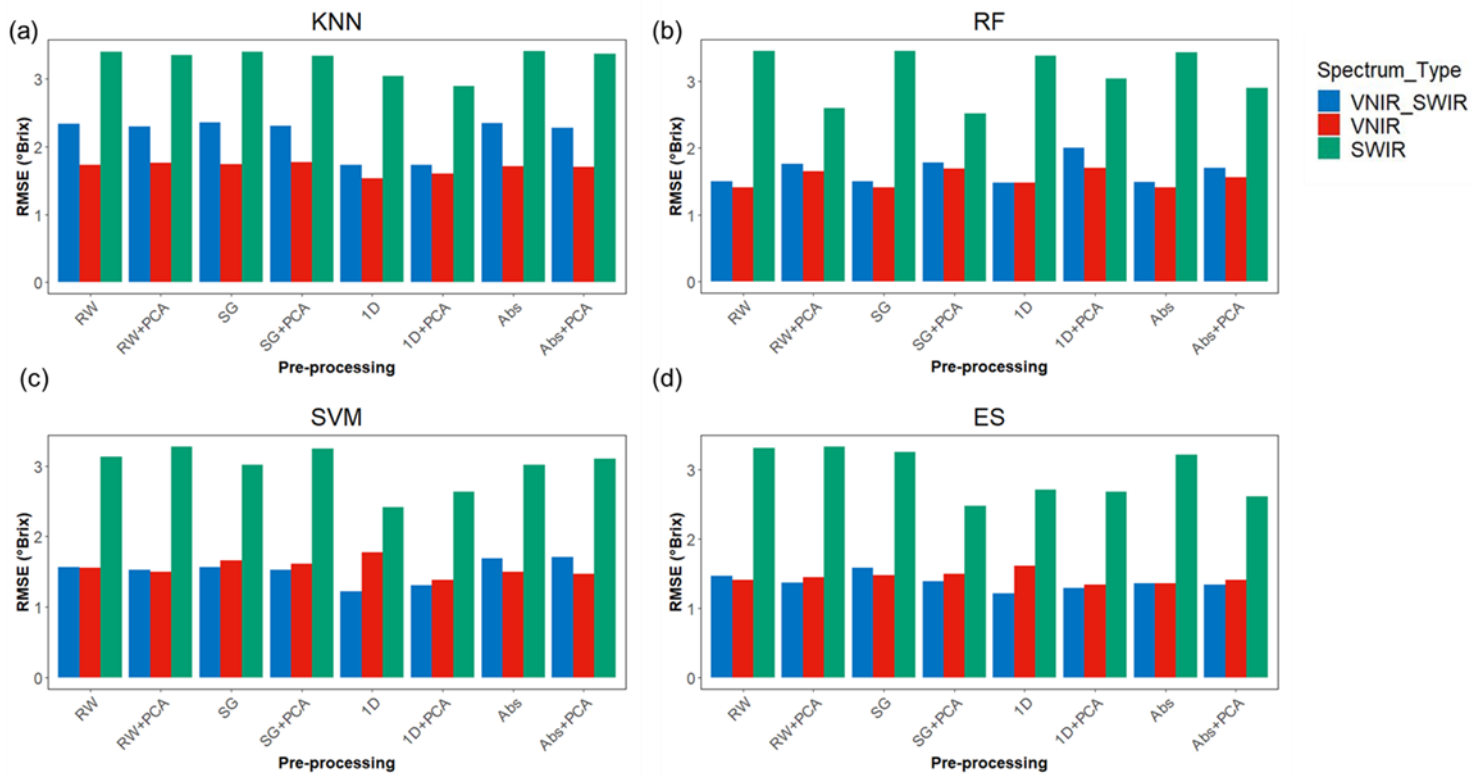 (a)
KNN
RMSE (°Brix)
3
2
1
0
RW
RW+PCA
SG
SG+PCA
1D
1D+PCA
Abs
Abs+PCA
Pre-processing
(b)
RF
RMSE (°Brix)
3
2
1
0
RW
RW+PCA
SG
SG+PCA
1D
1D+PCA
Abs
Abs+PCA
Pre-processing
Spectrum_Type
VNIR_SWIR
VNIR
SWIR
(c)
SVM
RMSE (°Brix)
3
2
1
0
RW
RW+PCA
SG
SG+PCA
1D
1D+PCA
Abs
Abs+PCA
Pre-processing
(d)
ES
RMSE (°Brix)
3
2
1
0
RW
RW+PCA
SG
SG+PCA
1D
1D+PCA
Abs
Abs+PCA
Pre-processing